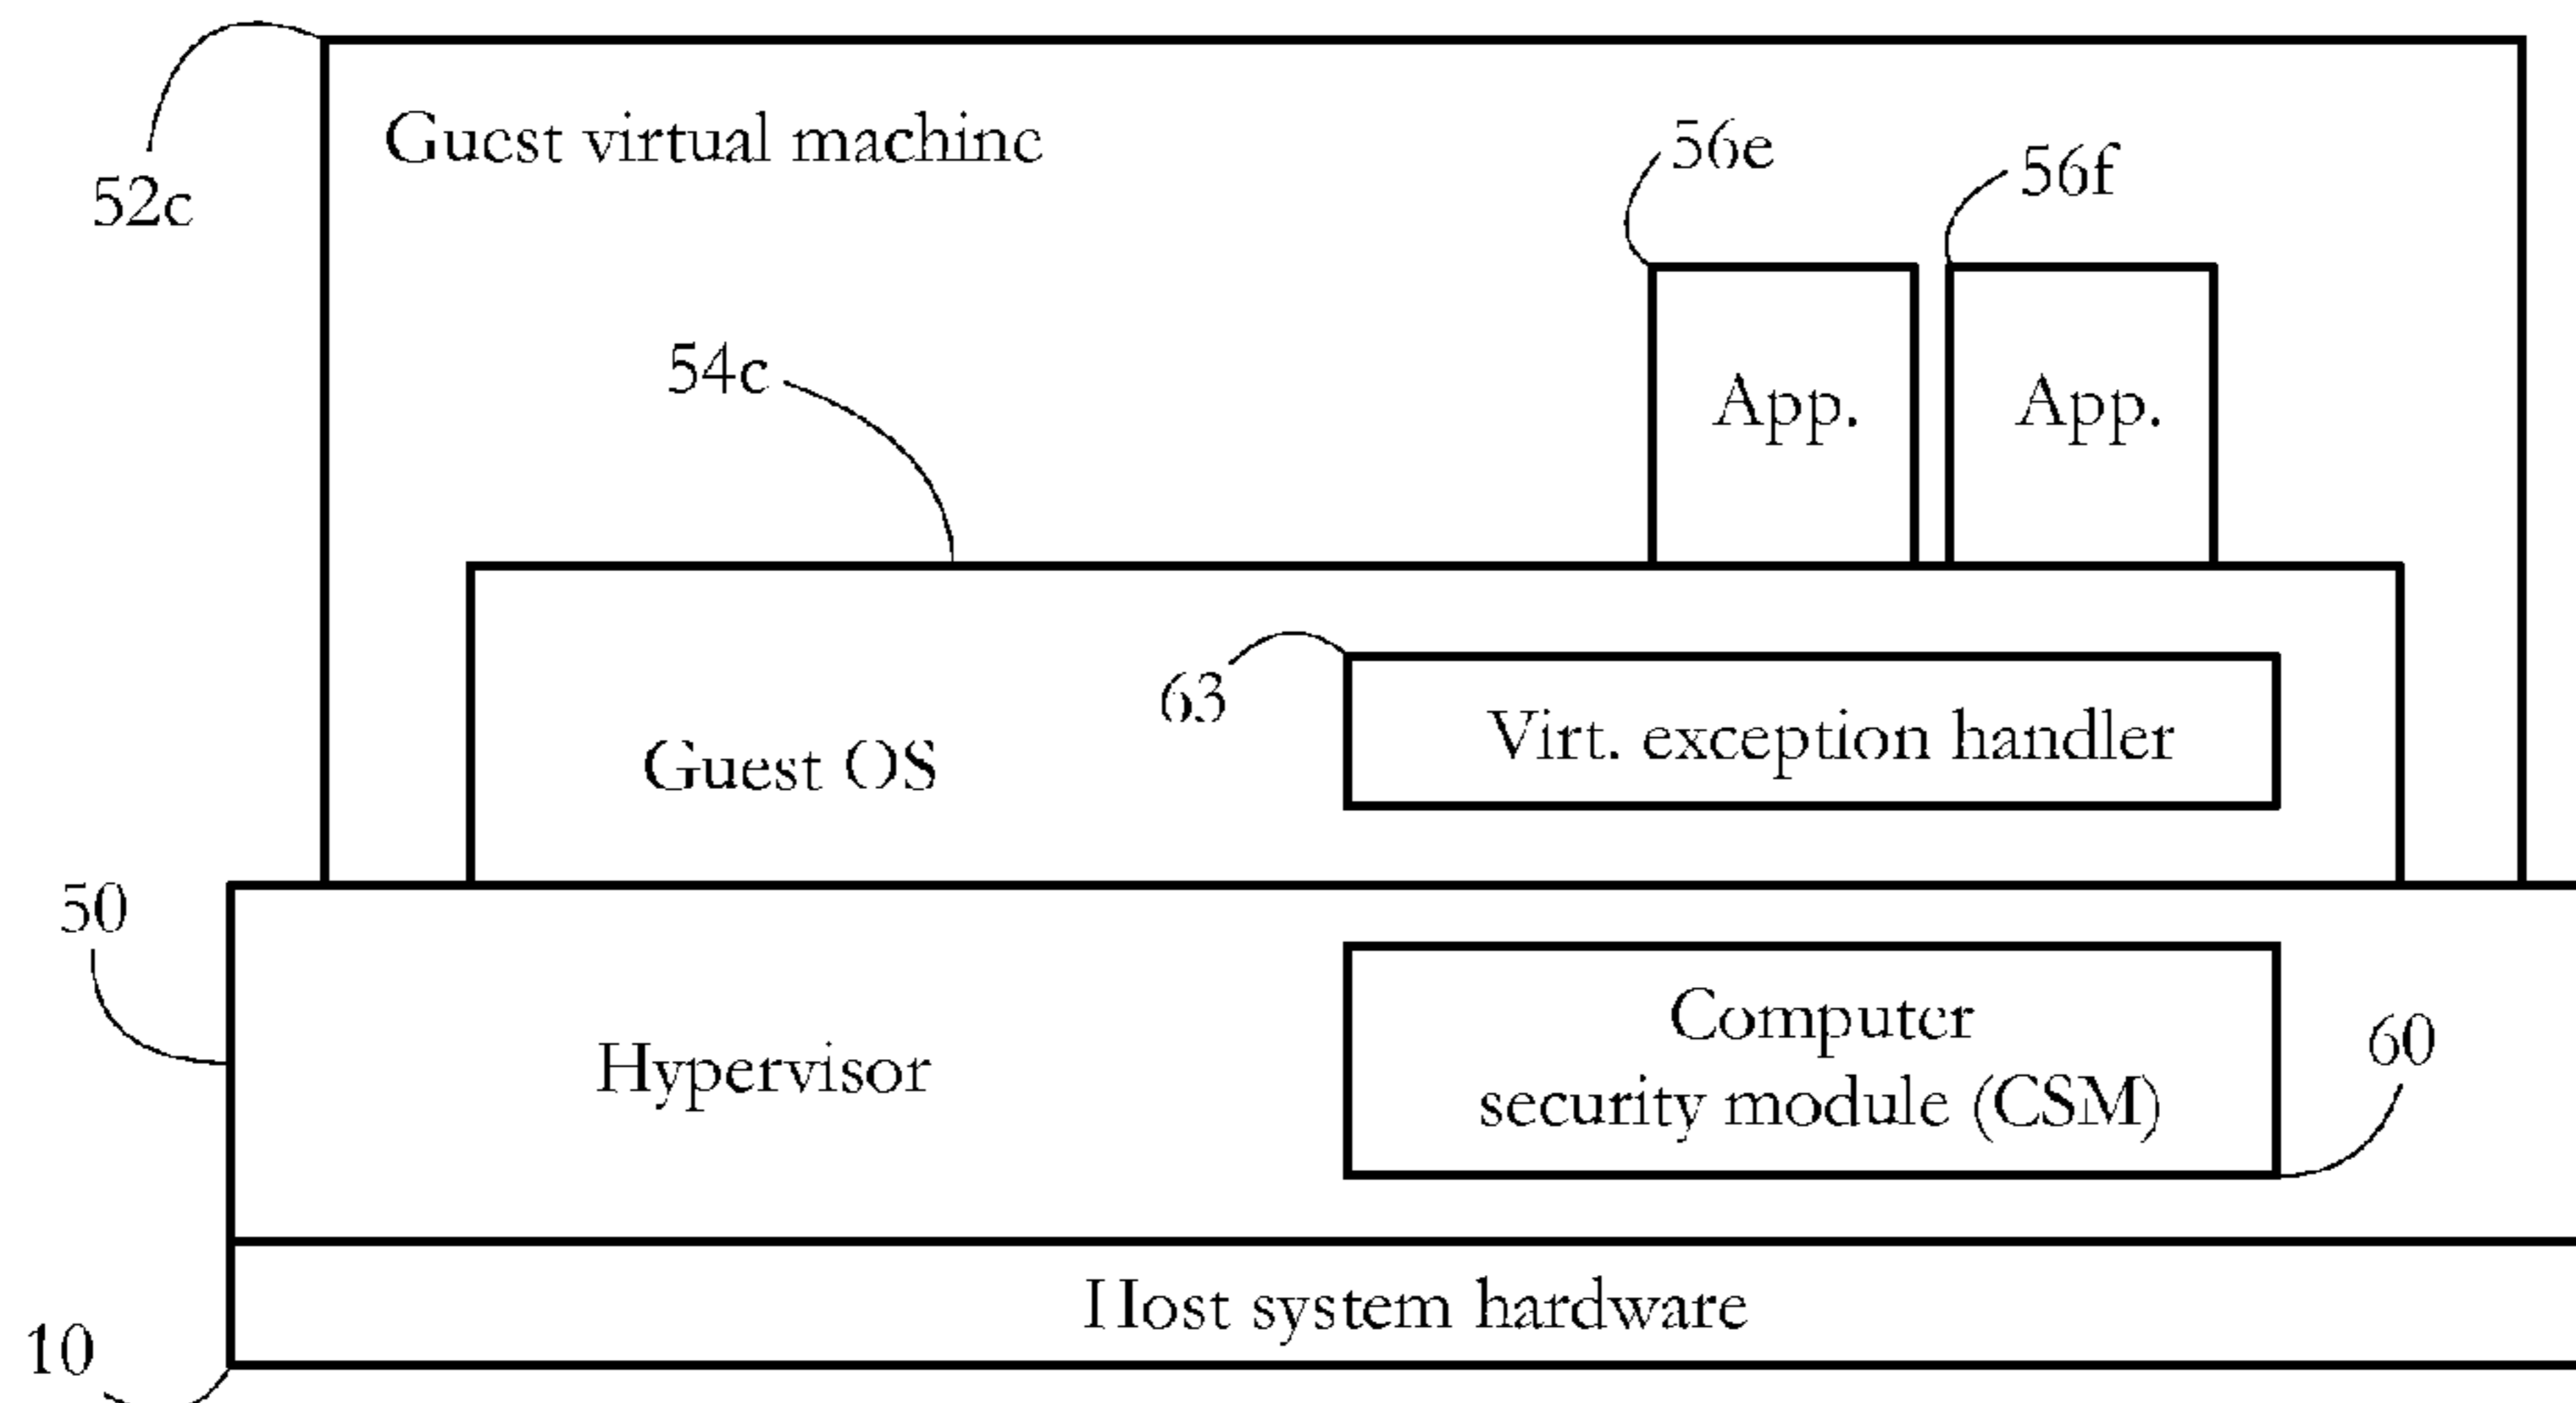 Guest virtual machine
52c
56e
56f
App.
App.
54c
63
Virt. exception handler
Guest OS
50
Hypervisor
Computer
security module (CSM)
60
Host system hardware
10